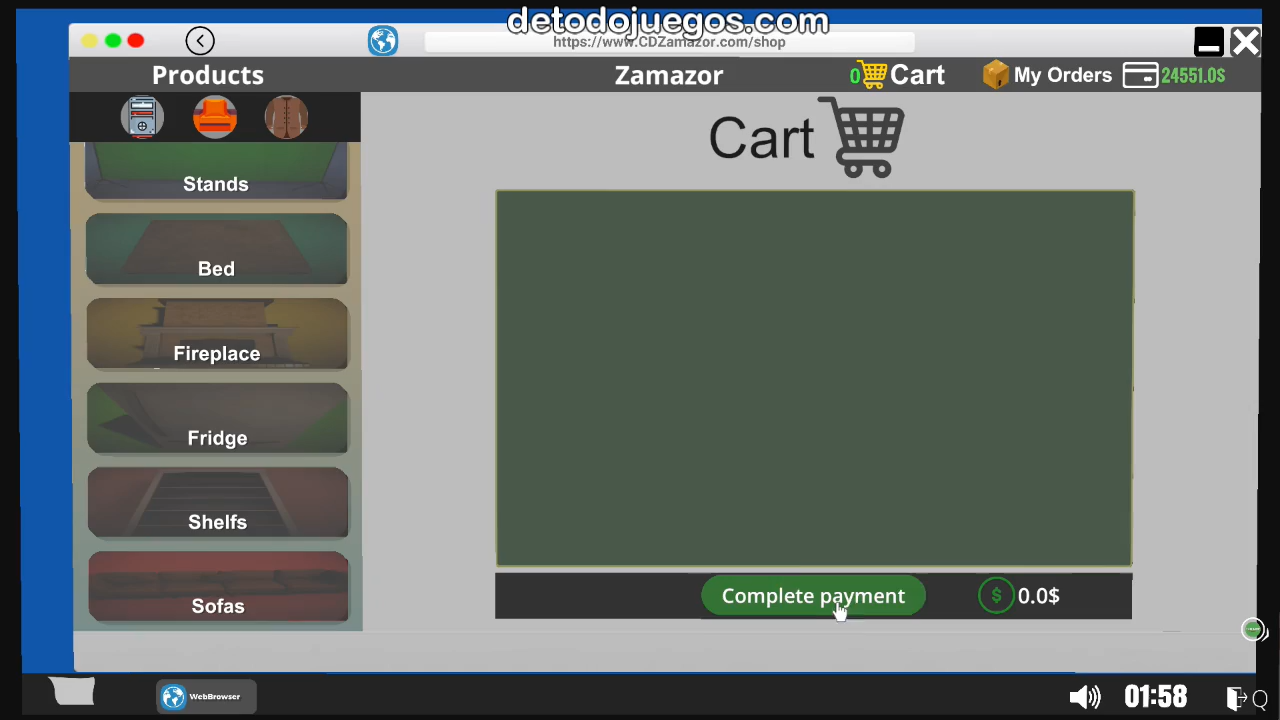 detodojuegos.com
https://www.CDZamazor.com/shop
Products
Zamazor
0 Cart
My Orders
24551.0$
Cart
Stands
Bed
Fireplace
Fridge
Shelfs
Sofas
Complete payment
$ 0.0$
WebBrowser
01:58
Q